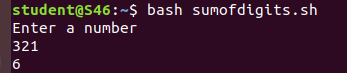 student@S46:~$ bash sumofdigits.sh
Enter a number
321
6